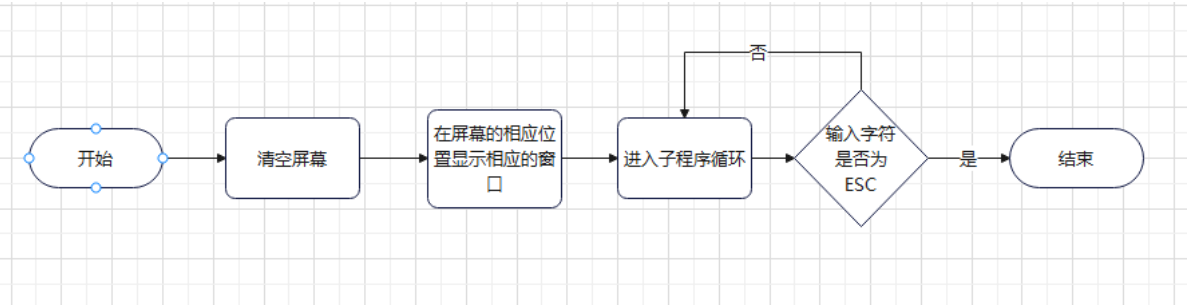 否
开始
清空屏幕
在屏幕的相应位
置显示相应的窗
口
进入子程序循环
输入字符
是否为
ESC
是
结束